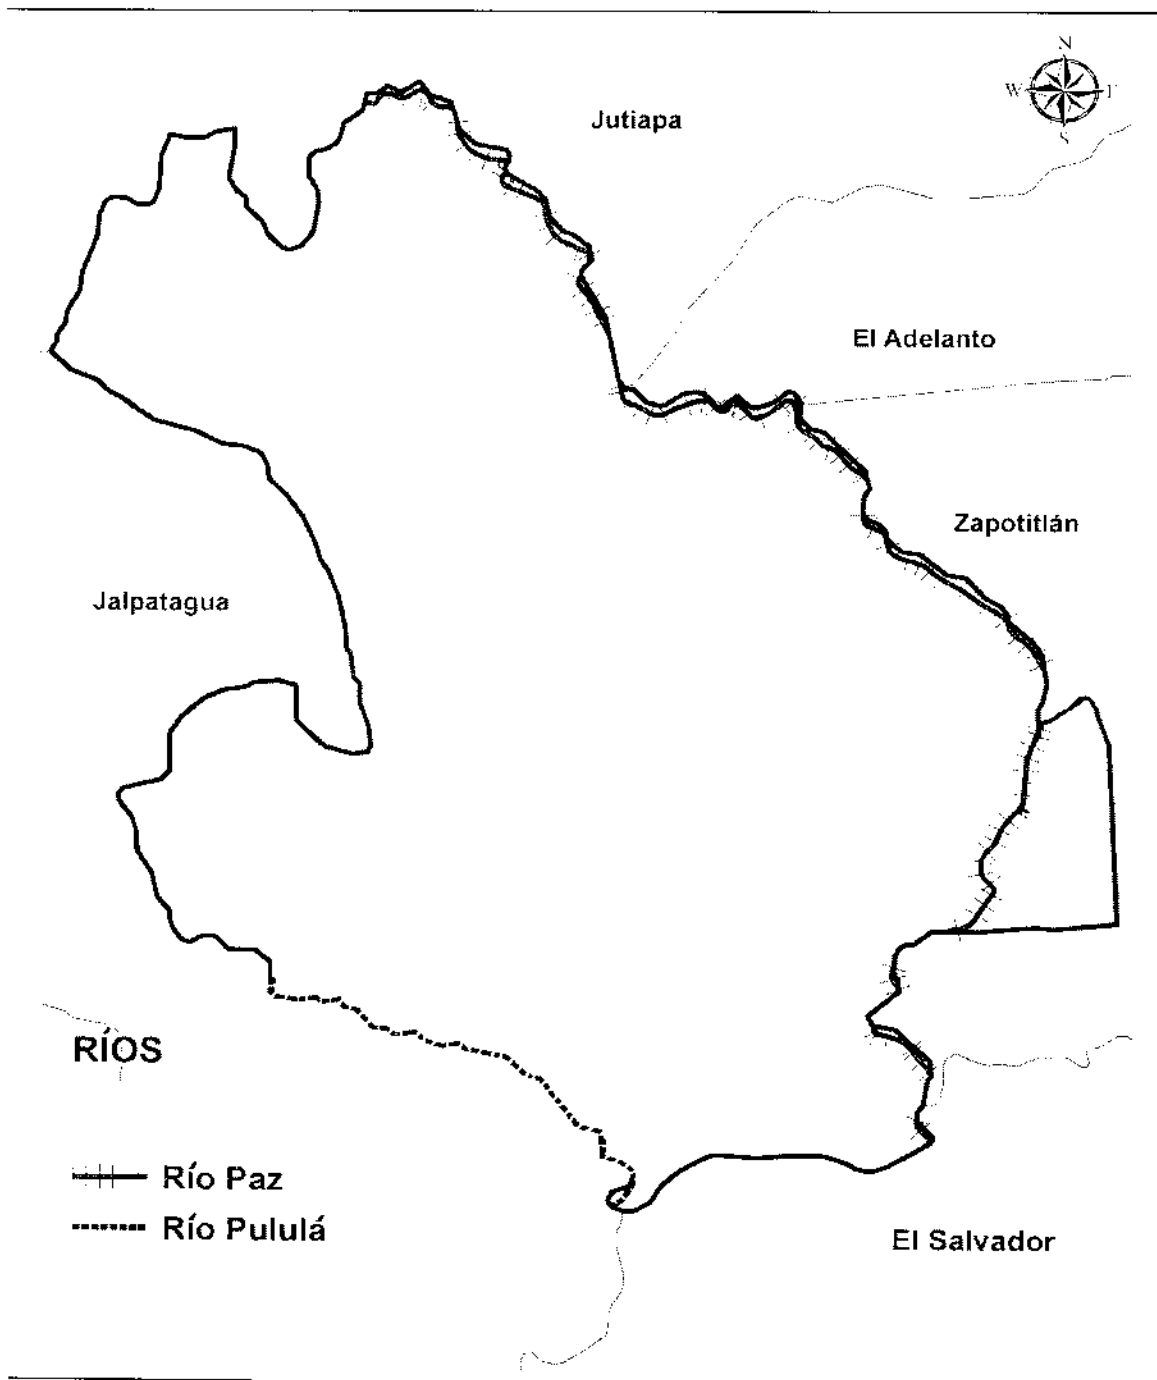 N
W
S
Jutiapa
El Adelanto
Zapotitlán
Jalpatagua
RÍOS
Río Paz
Río Pululá
El Salvador